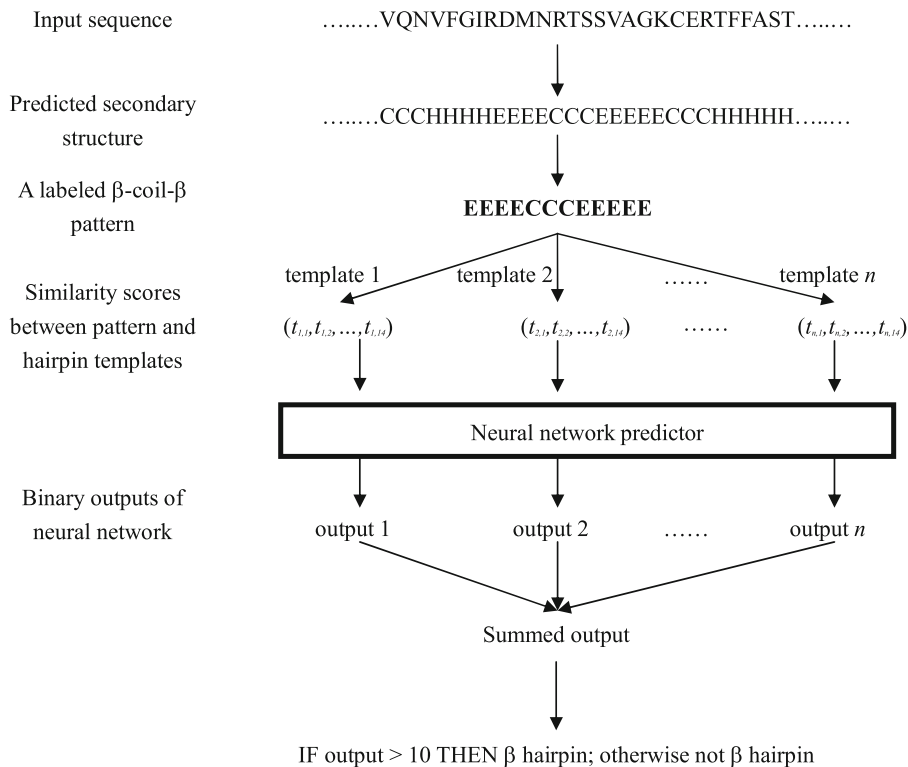 Input sequence
…..…VQNVFGIRDMNRTSSVAGKCERTFFAST…..…
Predicted secondary
structure
…..…CCCHHHHEEEECCCEEEEECCCHHHHH…..…
A labeled β-coil-β
pattern
EEEECCCEEEEE
template 1 template 2 …… template n
Similarity scores
between pattern and
hairpin templates
(t1,1,t1,2,…,t1,14) (t2,1,t2,2,…,t2,14) …… (tn,1,tn,2,…,tn,14)
Neural network predictor
Binary outputs of
neural network
output 1 output 2 …… output n
Summed output
IF output > 10 THEN β hairpin; otherwise not β hairpin